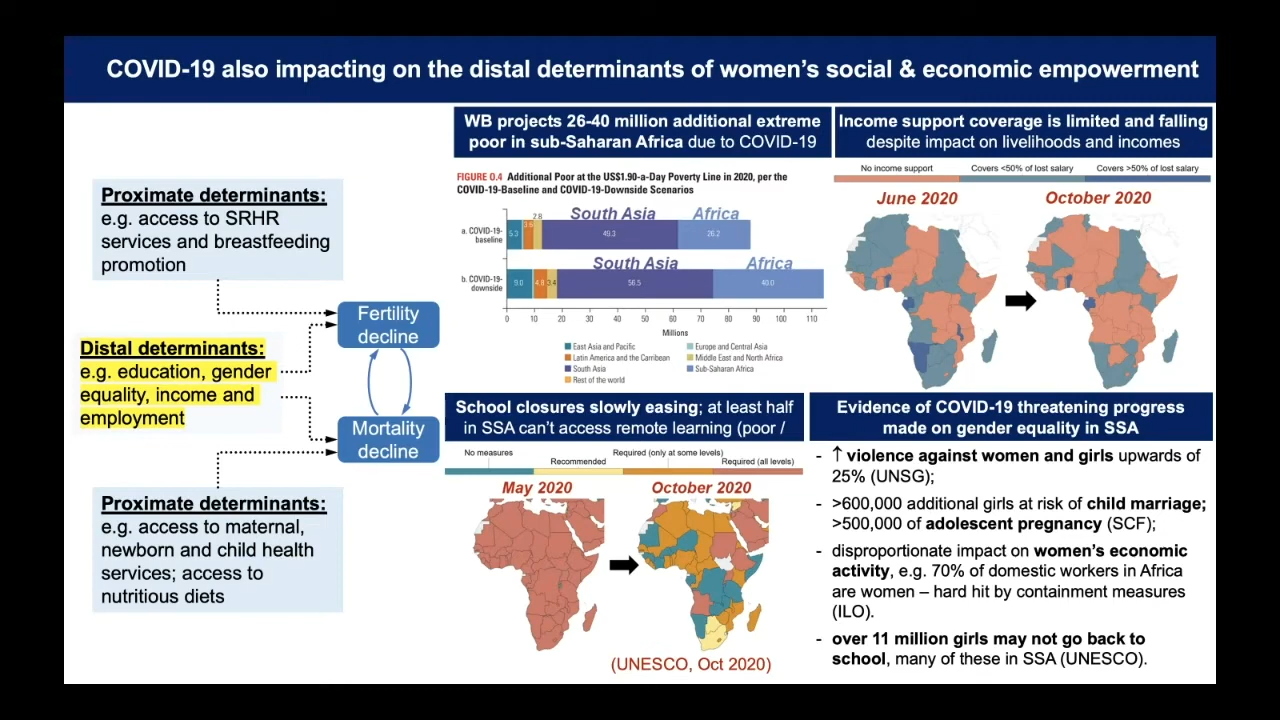 COVID-19 also impacting on the distal determinants of women’s social & economic empowerment
Proximate determinants:
e.g. access to SRHR
services and breastfeeding
promotion
Fertility
decline
Distal determinants:
e.g. education, gender
equality, income and
employment
Mortality
decline
Proximate determinants:
e.g. access to maternal,
newborn and child health
services; access to
nutritious diets
WB projects 26-40 million additional extreme
poor in sub-Saharan Africa due to COVID-19
FIGURE O.4 Additional Poor at the US$1.90-a-Day Poverty Line in 2020, per the
COVID-19-Baseline and COVID-19-Downside Scenarios
South Asia Africa
2.8
a. COVID-19-
baseline
5.3 3.6 49.3 26.2
South Asia Africa
b. COVID-19-
downside
9.0 4.8 3.4 56.5 40.0
0 10 20 30 40 50 60 70 80 90 100 110
Millions
East Asia and Pacific Europe and Central Asia
Latin America and the Carribean Middle East and North Africa
South Asia Sub-Saharan Africa
Rest of the world
Income support coverage is limited and falling
despite impact on livelihoods and incomes
No income support Covers <50% of lost salary Covers >50% of lost salary
June 2020 October 2020
School closures slowly easing; at least half
in SSA can’t access remote learning (poor /
No measures Recommended Required (only at some levels) Required (all levels)
May 2020 October 2020
(UNESCO, Oct 2020)
Evidence of COVID-19 threatening progress
made on gender equality in SSA
- ↑ violence against women and girls upwards of
25% (UNSG);
- >600,000 additional girls at risk of child marriage;
>500,000 of adolescent pregnancy (SCF);
- disproportionate impact on women’s economic
activity, e.g. 70% of domestic workers in Africa
are women – hard hit by containment measures
(ILO).
- over 11 million girls may not go back to
school, many of these in SSA (UNESCO).